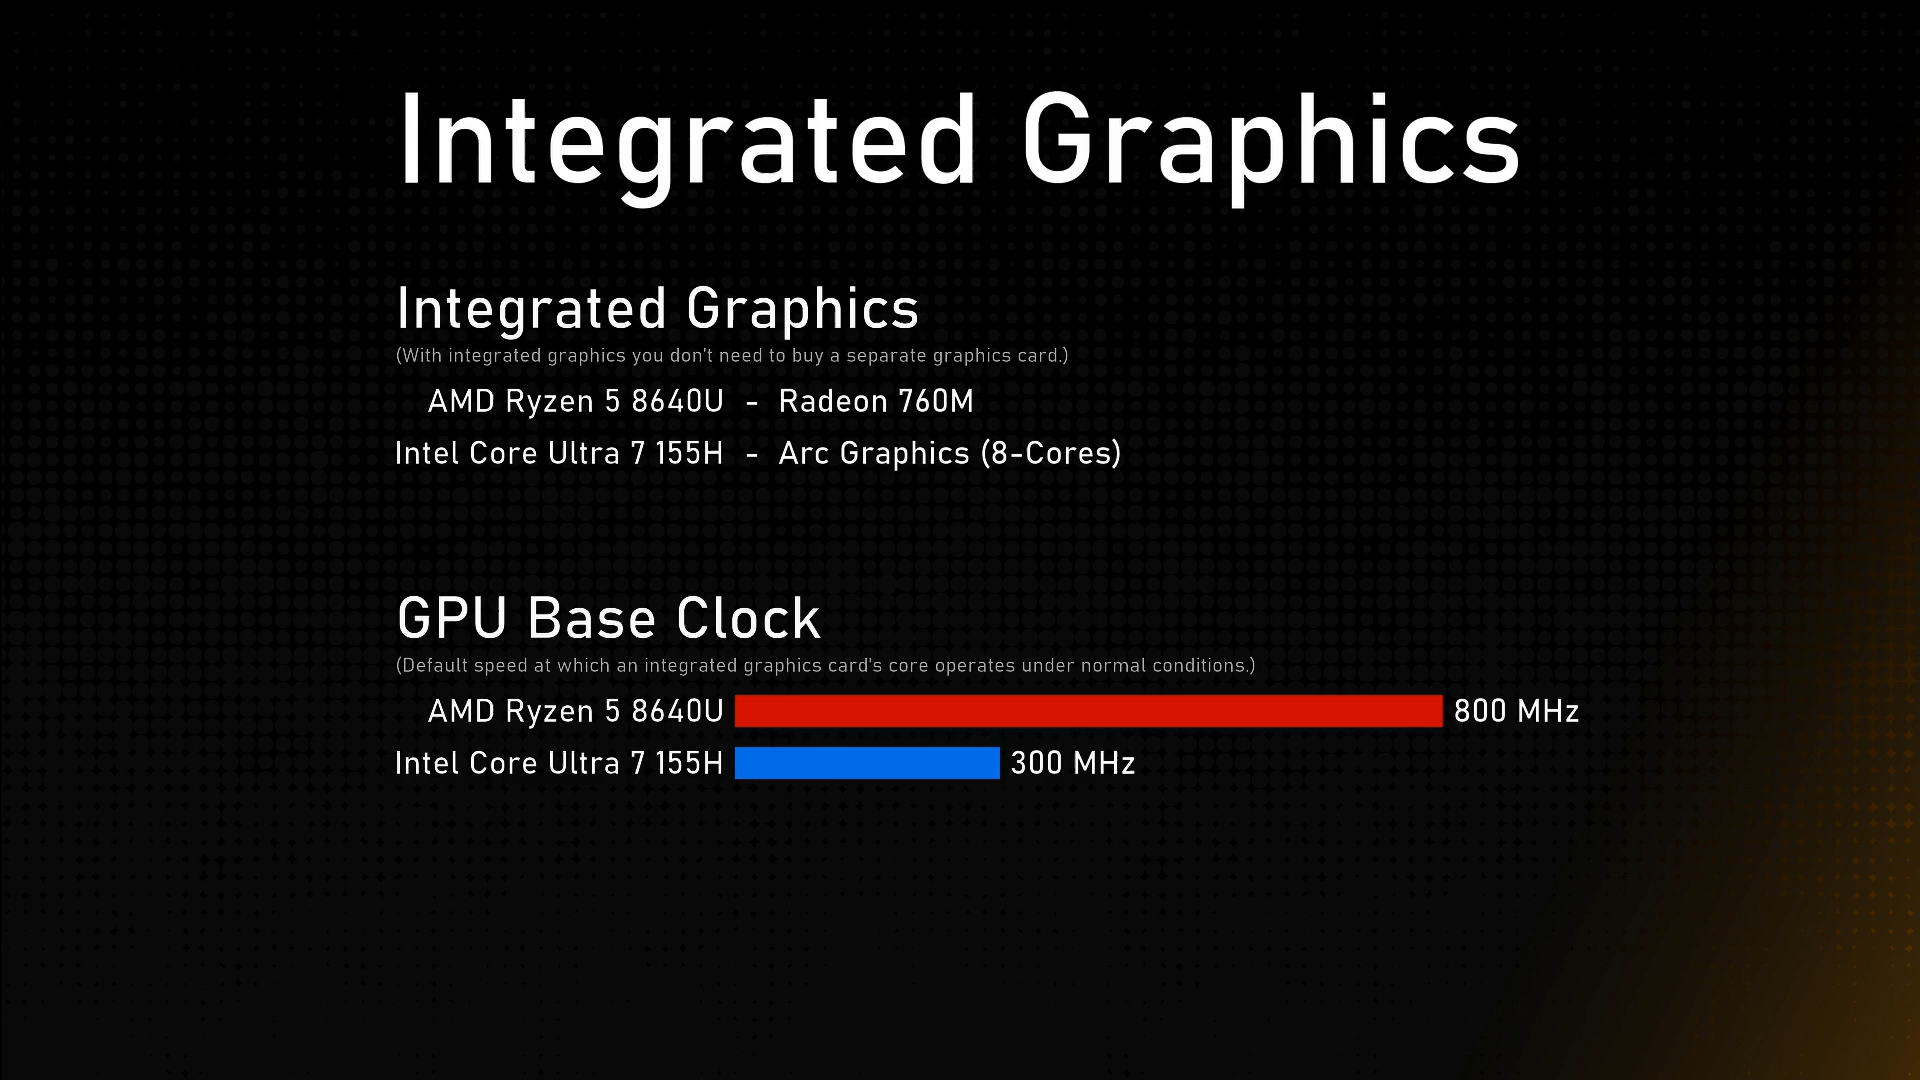 Integrated Graphics
Integrated Graphics
(With integrated graphics you don't need to buy a separate graphics card.)
AMD Ryzen 5 8640U - Radeon 760M
Intel Core Ultra 7 155H - Arc Graphics (8-Cores)
GPU Base Clock
(Default speed at which an integrated graphics card's core operates under normal conditions.)
AMD Ryzen 5 8640U 800 MHz
Intel Core Ultra 7 155H 300 MHz